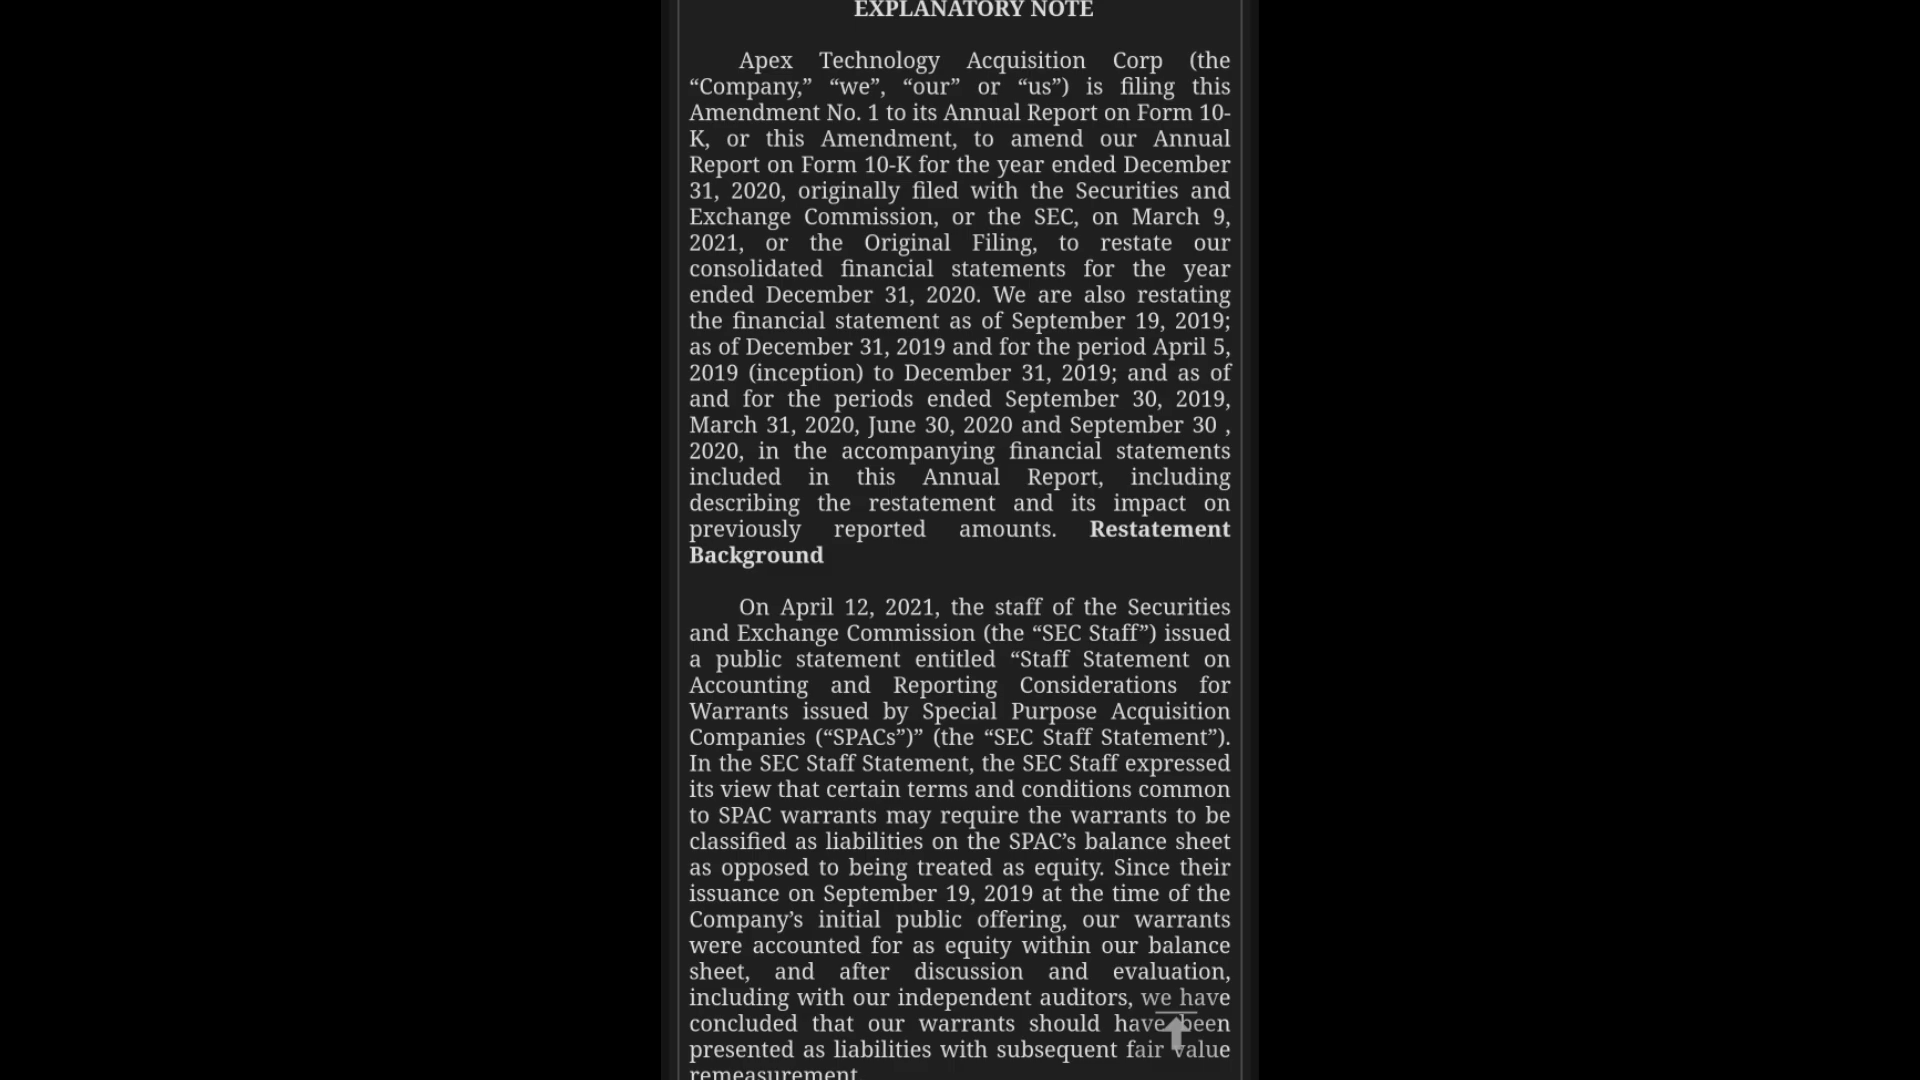 EXPLANATORY NOTE
Apex Technology Acquisition Corp (the
“Company,” “we”, “our” or “us”) is filing this
Amendment No. 1 to its Annual Report on Form 10-
K, or this Amendment, to amend our Annual
Report on Form 10-K for the year ended December
31, 2020, originally filed with the Securities and
Exchange Commission, or the SEC, on March 9,
2021, or the Original Filing, to restate our
consolidated financial statements for the year
ended December 31, 2020. We are also restating
the financial statement as of September 19, 2019;
as of December 31, 2019 and for the period April 5,
2019 (inception) to December 31, 2019; and as of
and for the periods ended September 30, 2019,
March 31, 2020, June 30, 2020 and September 30 ,
2020, in the accompanying financial statements
included in this Annual Report, including
describing the restatement and its impact on
previously reported amounts. Restatement
Background
On April 12, 2021, the staff of the Securities
and Exchange Commission (the “SEC Staff”) issued
a public statement entitled “Staff Statement on
Accounting and Reporting Considerations for
Warrants issued by Special Purpose Acquisition
Companies (“SPACs”)” (the “SEC Staff Statement”).
In the SEC Staff Statement, the SEC Staff expressed
its view that certain terms and conditions common
to SPAC warrants may require the warrants to be
classified as liabilities on the SPAC’s balance sheet
as opposed to being treated as equity. Since their
issuance on September 19, 2019 at the time of the
Company’s initial public offering, our warrants
were accounted for as equity within our balance
sheet, and after discussion and evaluation,
including with our independent auditors, we have
concluded that our warrants should have been
presented as liabilities with subsequent fair value
remeasurement.